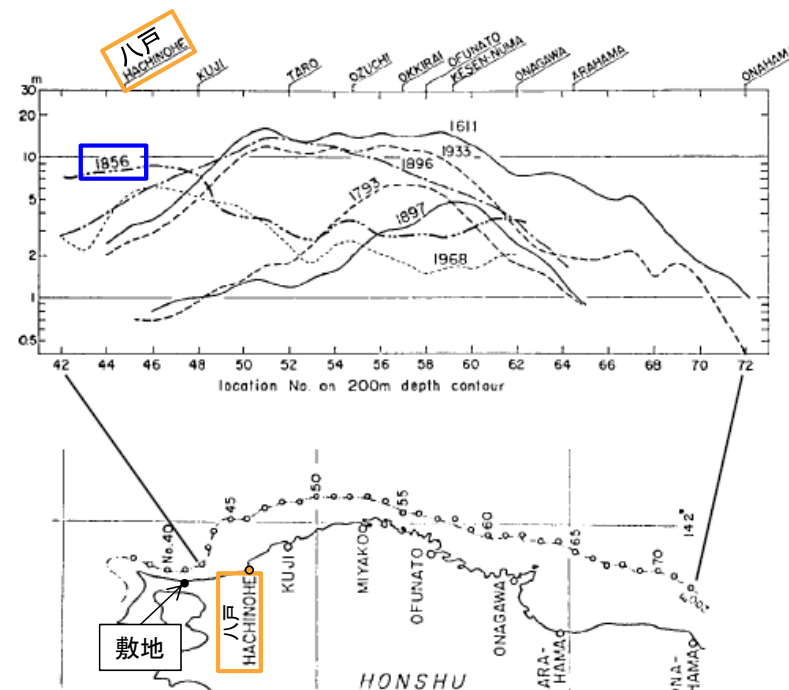 八戸
HACHINOHE
KUJI
TARO
OZUCHI
OKKIRAI
OFUNATO
KESEN-NUMA
ONAGAWA
ARAHAMA
ONAHAM
m
30
20
10
5
2
1
0.5
1856
1611
1933
1896
1793
1897
1968
42 44 46 48 50 52 54 56 58 60 62 64 66 68 70 72
location No. on 200m depth contour
No.40
45
50
55
60
65
70
142°
敷地
八戸
HACHINOHE
KUJI
MIYAKO
OFUNATO
ONAGAWA
ARA-
HAMA
ONA-
HAMA
HONSHU